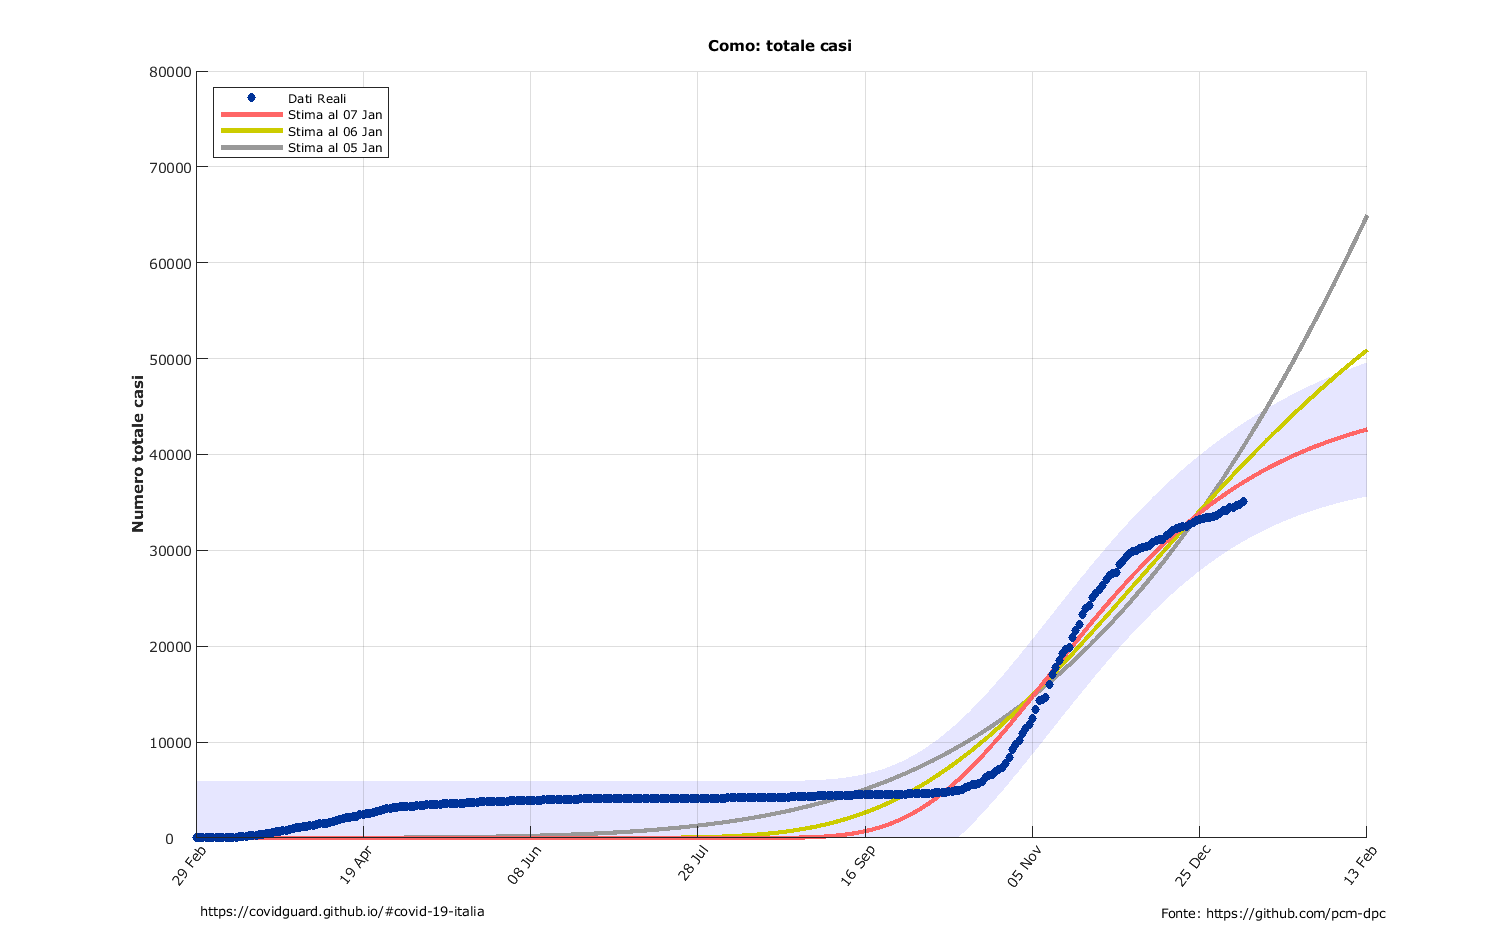 Como: totale casi
80000
70000
60000
50000
40000
30000
20000
10000
0
Numero totale casi
Dati Reali
Stima al 07 Jan
Stima al 06 Jan
Stima al 05 Jan
29 Feb
19 Apr
08 Jun
28 Jul
16 Sep
05 Nov
25 Dec
13 Feb
https://covidguard.github.io/#covid-19-italia
Fonte: https://github.com/pcm-dpc